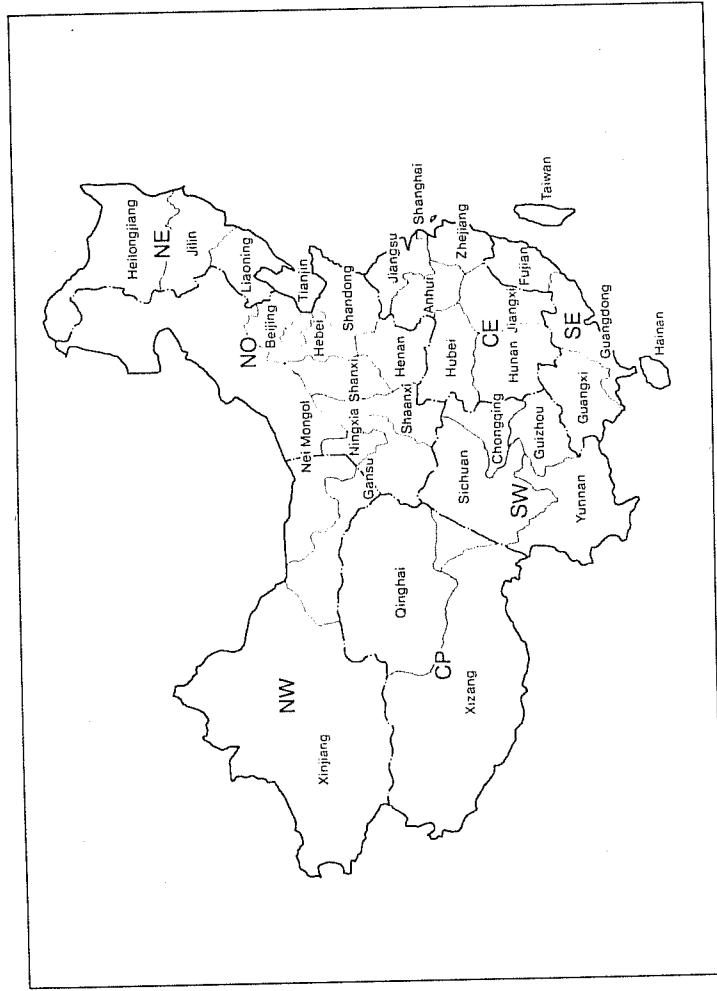 Heilongjiang
NE
Jilin
Liaoning
NO
Beijing
Tianjin
Nei Mongol
Hebei
Xinjiang
NW
Gansu
Ningxia
Shanxi
Shandong
Qinghai
Shaanxi
Henan
Jiangsu
Shanghai
Anhui
CP
Xizang
Sichuan
Hubei
Zhejiang
SW
Chongqing
CE
Hunan
Jiangxi
Fujian
Taiwan
Guizhou
Yunnan
Guangxi
SE
Guangdong
Hainan